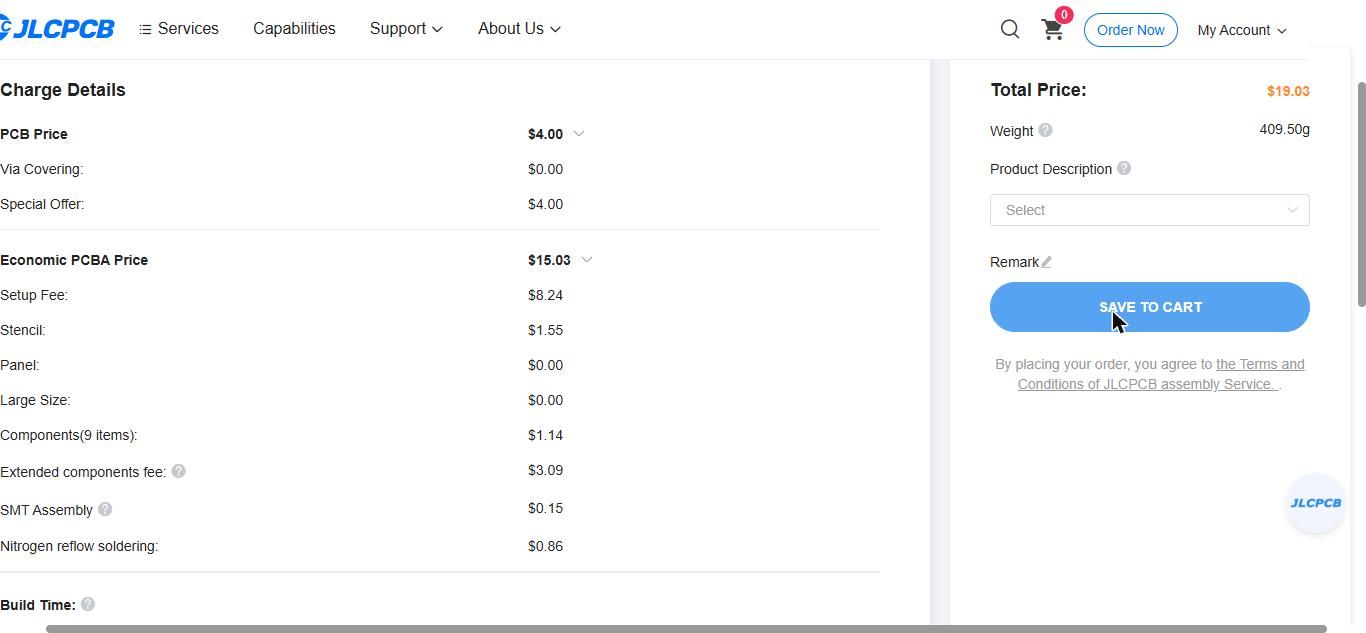 JLCPCB
Services
Capabilities
Support
About Us
0
Order Now
My Account
Charge Details
PCB Price $4.00
Via Covering: $0.00
Special Offer: $4.00
Economic PCBA Price $15.03
Setup Fee: $8.24
Stencil: $1.55
Panel: $0.00
Large Size: $0.00
Components(9 items): $1.14
Extended components fee: ? $3.09
SMT Assembly ? $0.15
Nitrogen reflow soldering: $0.86
Build Time: ?
Total Price: $19.03
Weight ? 409.50g
Product Description ?
Select
Remark
SAVE TO CART
By placing your order, you agree to the Terms and
Conditions of JLCPCB assembly Service. .
JLCPCB